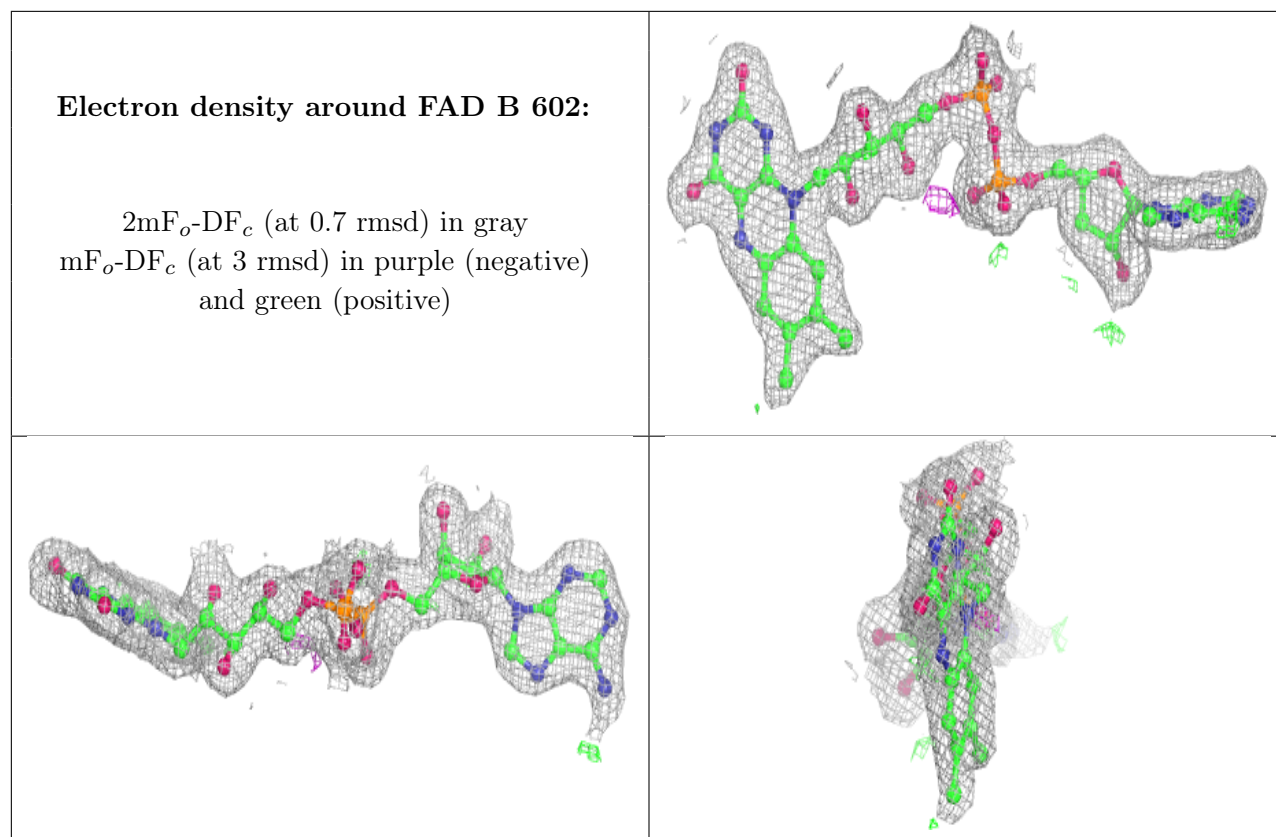 Electron density around FAD B 602:
2mFo-DFc (at 0.7 rmsd) in gray
mFo-DFc (at 3 rmsd) in purple (negative)
and green (positive)